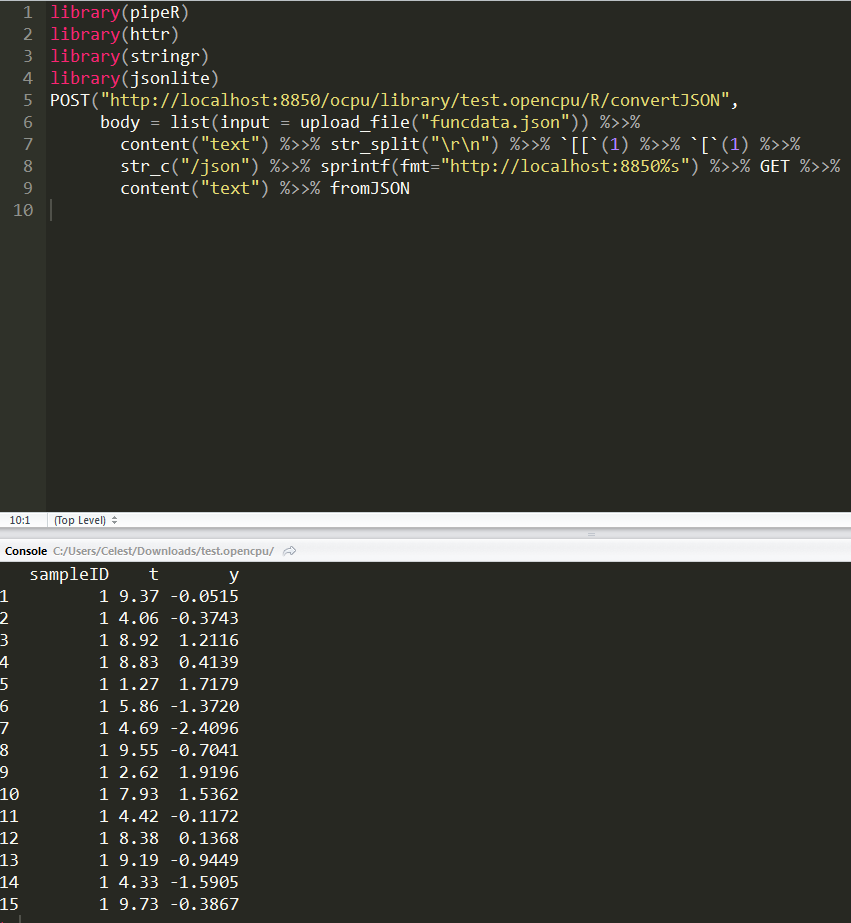 1 library(pipeR)
2 library(httr)
3 library(stringr)
4 library(jsonlite)
5 POST("http://localhost:8850/ocpu/library/test.opencpu/R/convertJSON",
6      body = list(input = upload_file("funcdata.json")) %>>%
7        content("text") %>>% str_split("\r\n") %>>% `[[`(1) %>>% `[`(1) %>>%
8        str_c("/json") %>>% sprintf(fmt="http://localhost:8850%s") %>>% GET %>>%
9        content("text") %>>% fromJSON
10
10:1 (Top Level)
Console C:/Users/Celest/Downloads/test.opencpu/
   sampleID    t       y
1         1 9.37 -0.0515
2         1 4.06 -0.3743
3         1 8.92  1.2116
4         1 8.83  0.4139
5         1 1.27  1.7179
6         1 5.86 -1.3720
7         1 4.69 -2.4096
8         1 9.55 -0.7041
9         1 2.62  1.9196
10        1 7.93  1.5362
11        1 4.42 -0.1172
12        1 8.38  0.1368
13        1 9.19 -0.9449
14        1 4.33 -1.5905
15        1 9.73 -0.3867